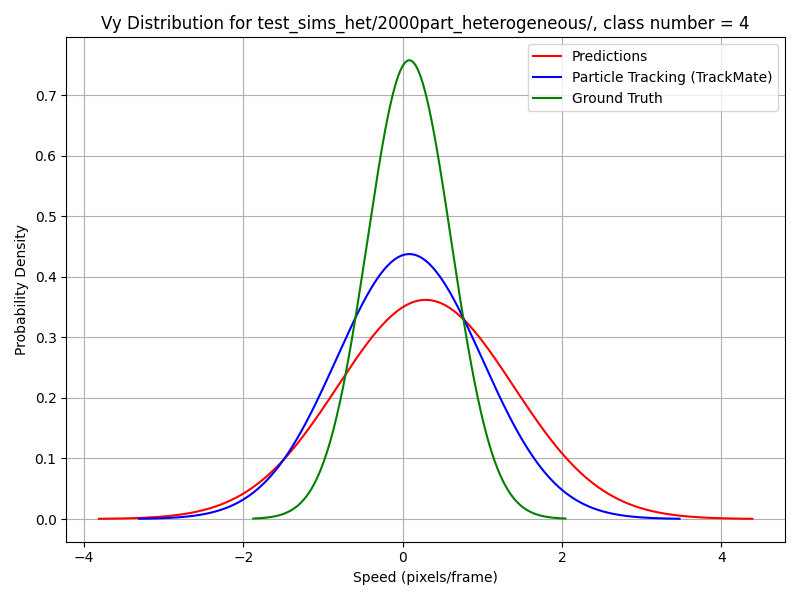 Vy Distribution for test_sims_het/2000part_heterogeneous/, class number = 4
Predictions
Particle Tracking (TrackMate)
Ground Truth
Probability Density
0.7
0.6
0.5
0.4
0.3
0.2
0.1
0.0
−4
−2
0
2
4
Speed (pixels/frame)